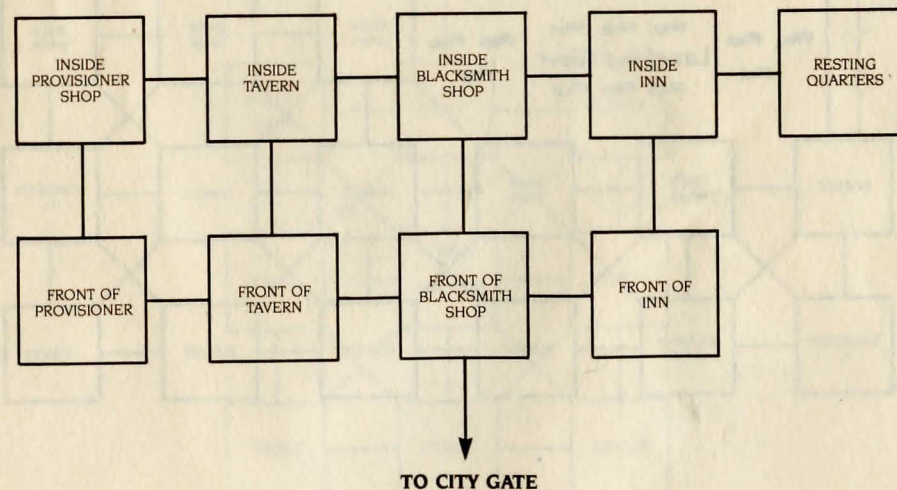 INSIDE
PROVISIONER
SHOP
INSIDE
TAVERN
INSIDE
BLACKSMITH
SHOP
INSIDE
INN
RESTING
QUARTERS
FRONT OF
PROVISIONER
FRONT OF
TAVERN
FRONT OF
BLACKSMITH
SHOP
FRONT OF
INN
TO CITY GATE